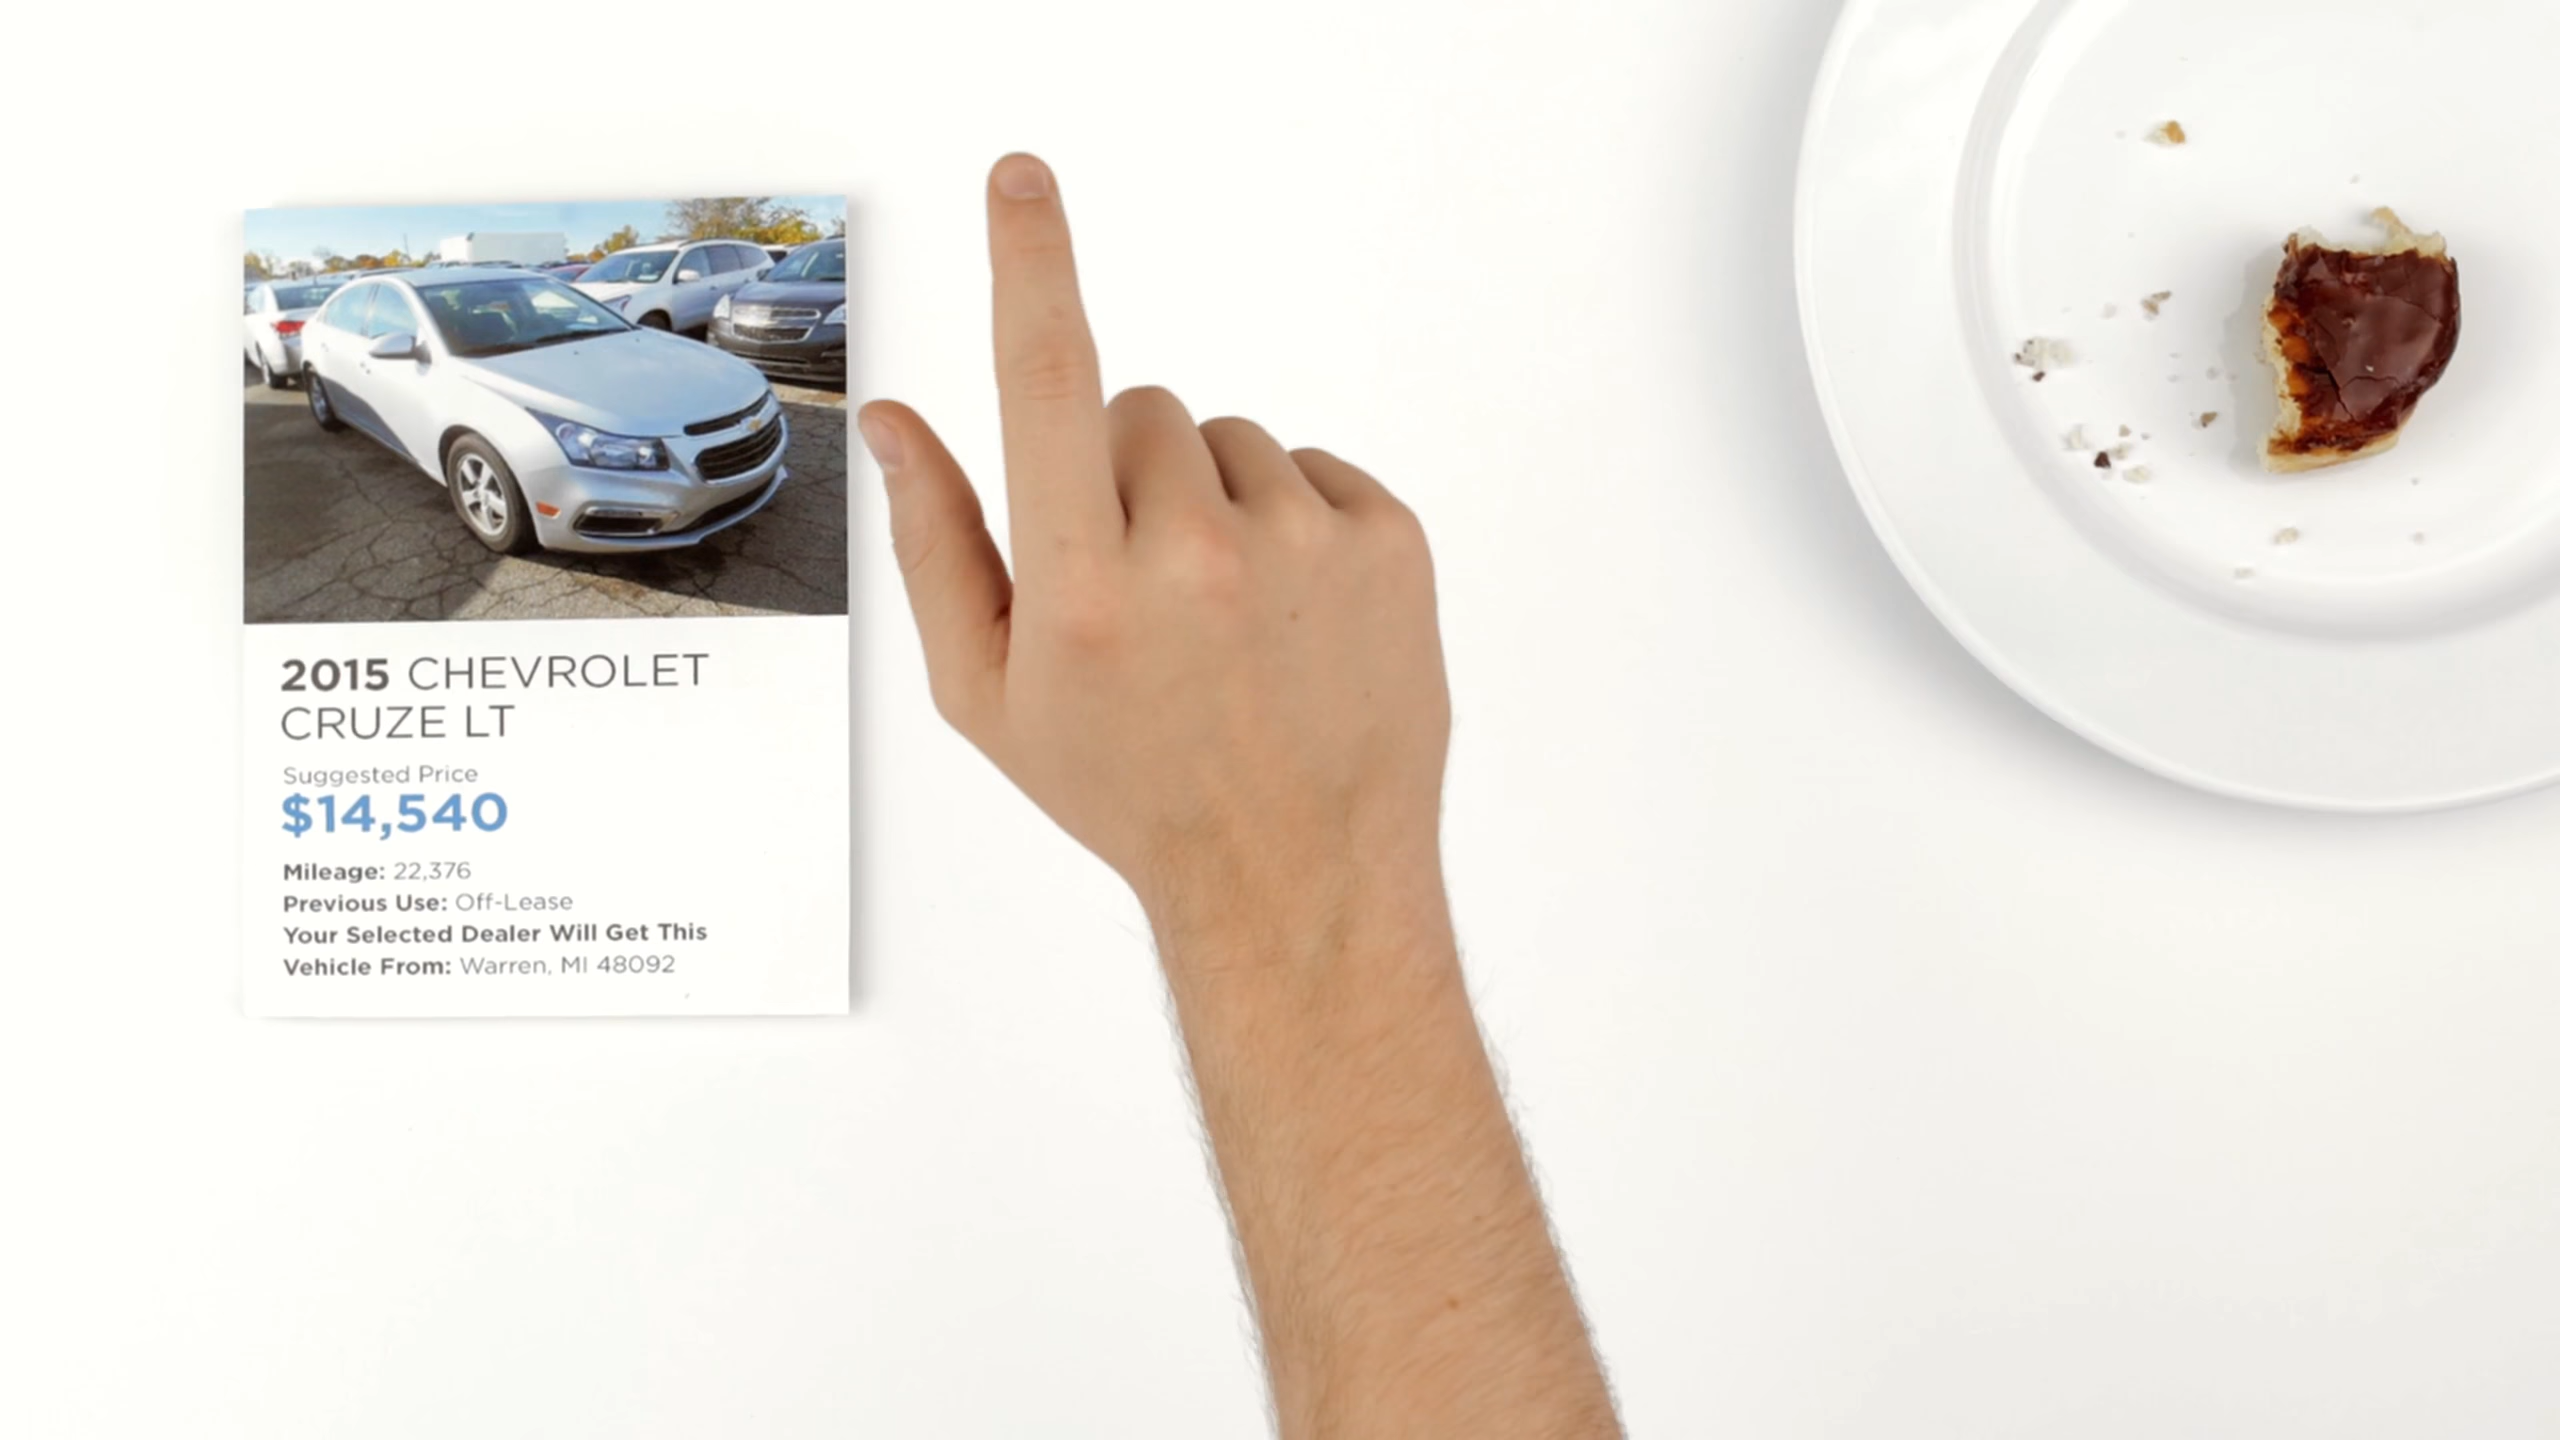 2015 CHEVROLET
CRUZE LT
Suggested Price
$14,540
Mileage: 22,376
Previous Use: Off-Lease
Your Selected Dealer Will Get This
Vehicle From: Warren, MI 48092